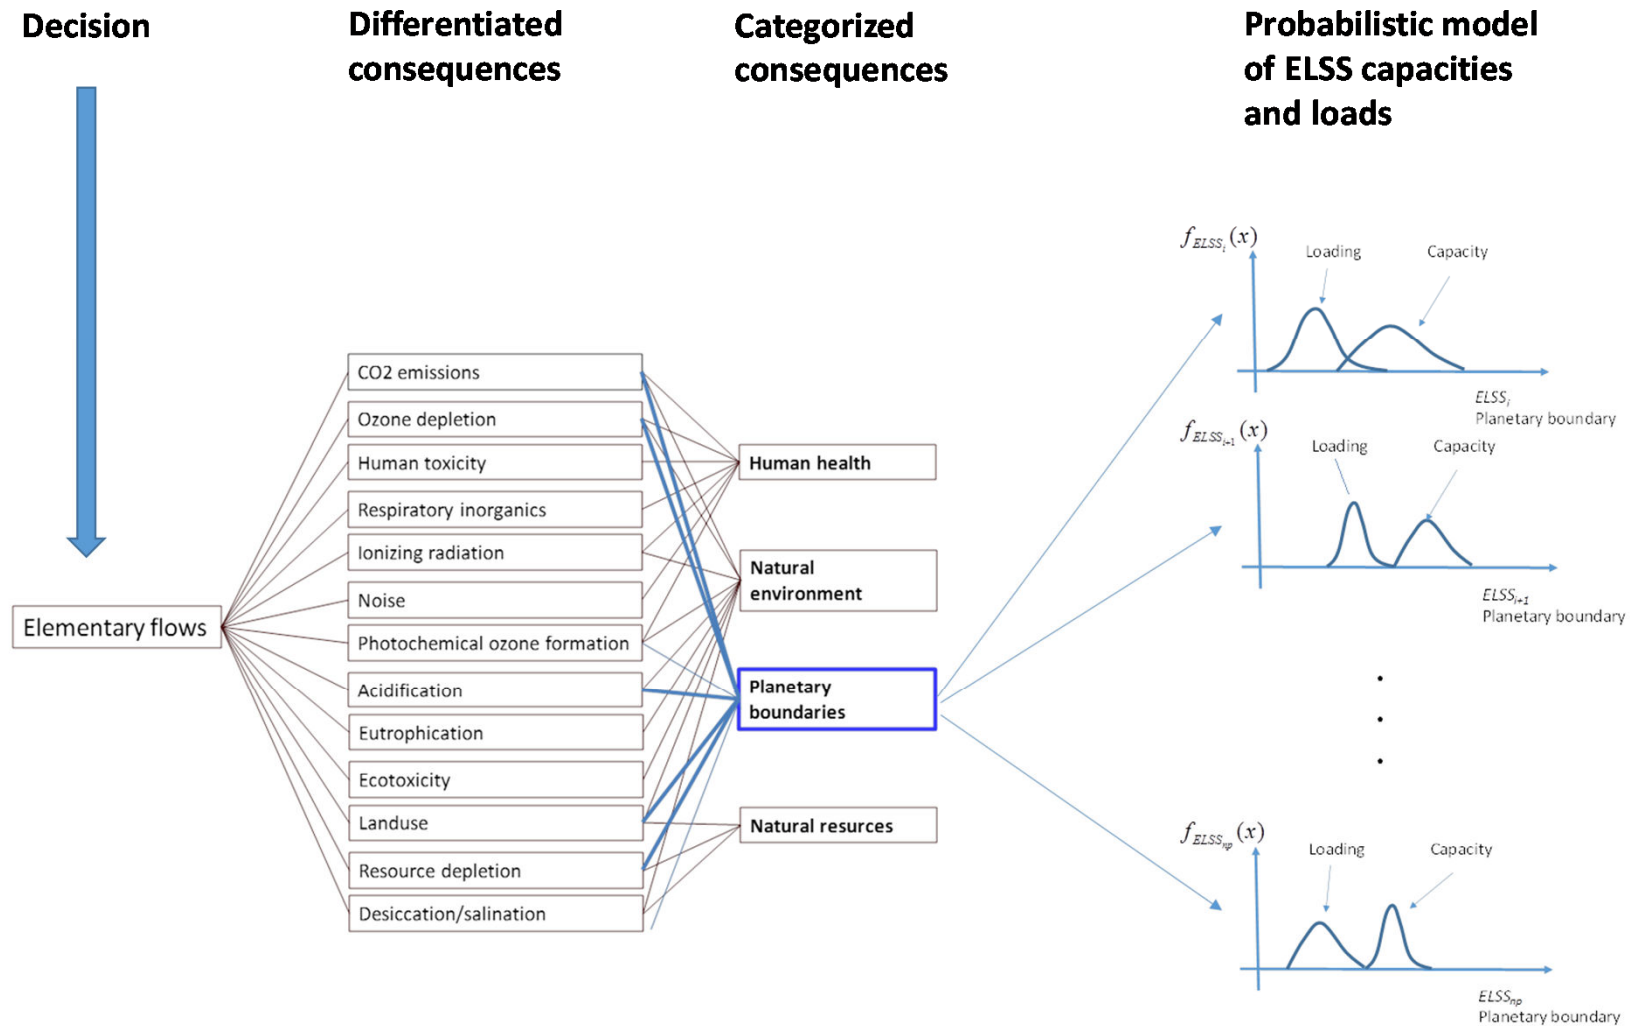 Decision
Differentiated
consequences
Categorized
consequences
Probabilistic model
of ELSS capacities
and loads
Elementary flows
CO2 emissions
Ozone depletion
Human toxicity
Respiratory inorganics
Ionizing radiation
Noise
Photochemical ozone formation
Acidification
Eutrophication
Ecotoxicity
Landuse
Resource depletion
Desiccation/salination
Human health
Natural
environment
Planetary
boundaries
Natural resurces
f_ELSS_i (x)
Loading
Capacity
ELSS_i
Planetary boundary
f_ELSS_i+1 (x)
Loading
Capacity
ELSS_i+1
Planetary boundary
f_ELSS_np (x)
Loading
Capacity
ELSS_np
Planetary boundary